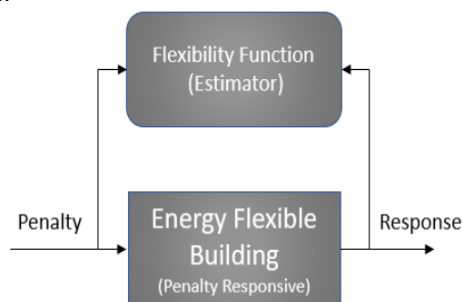 Flexibility Function
(Estimator)
Penalty
Energy Flexible
Building
(Penalty Responsive)
Response